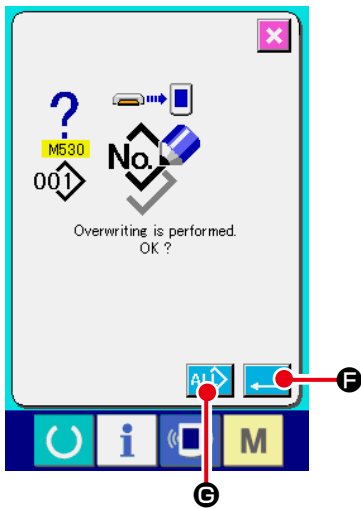 M530
001
No.
Overwriting is performed.
OK ?
ALL
F
i
M
G